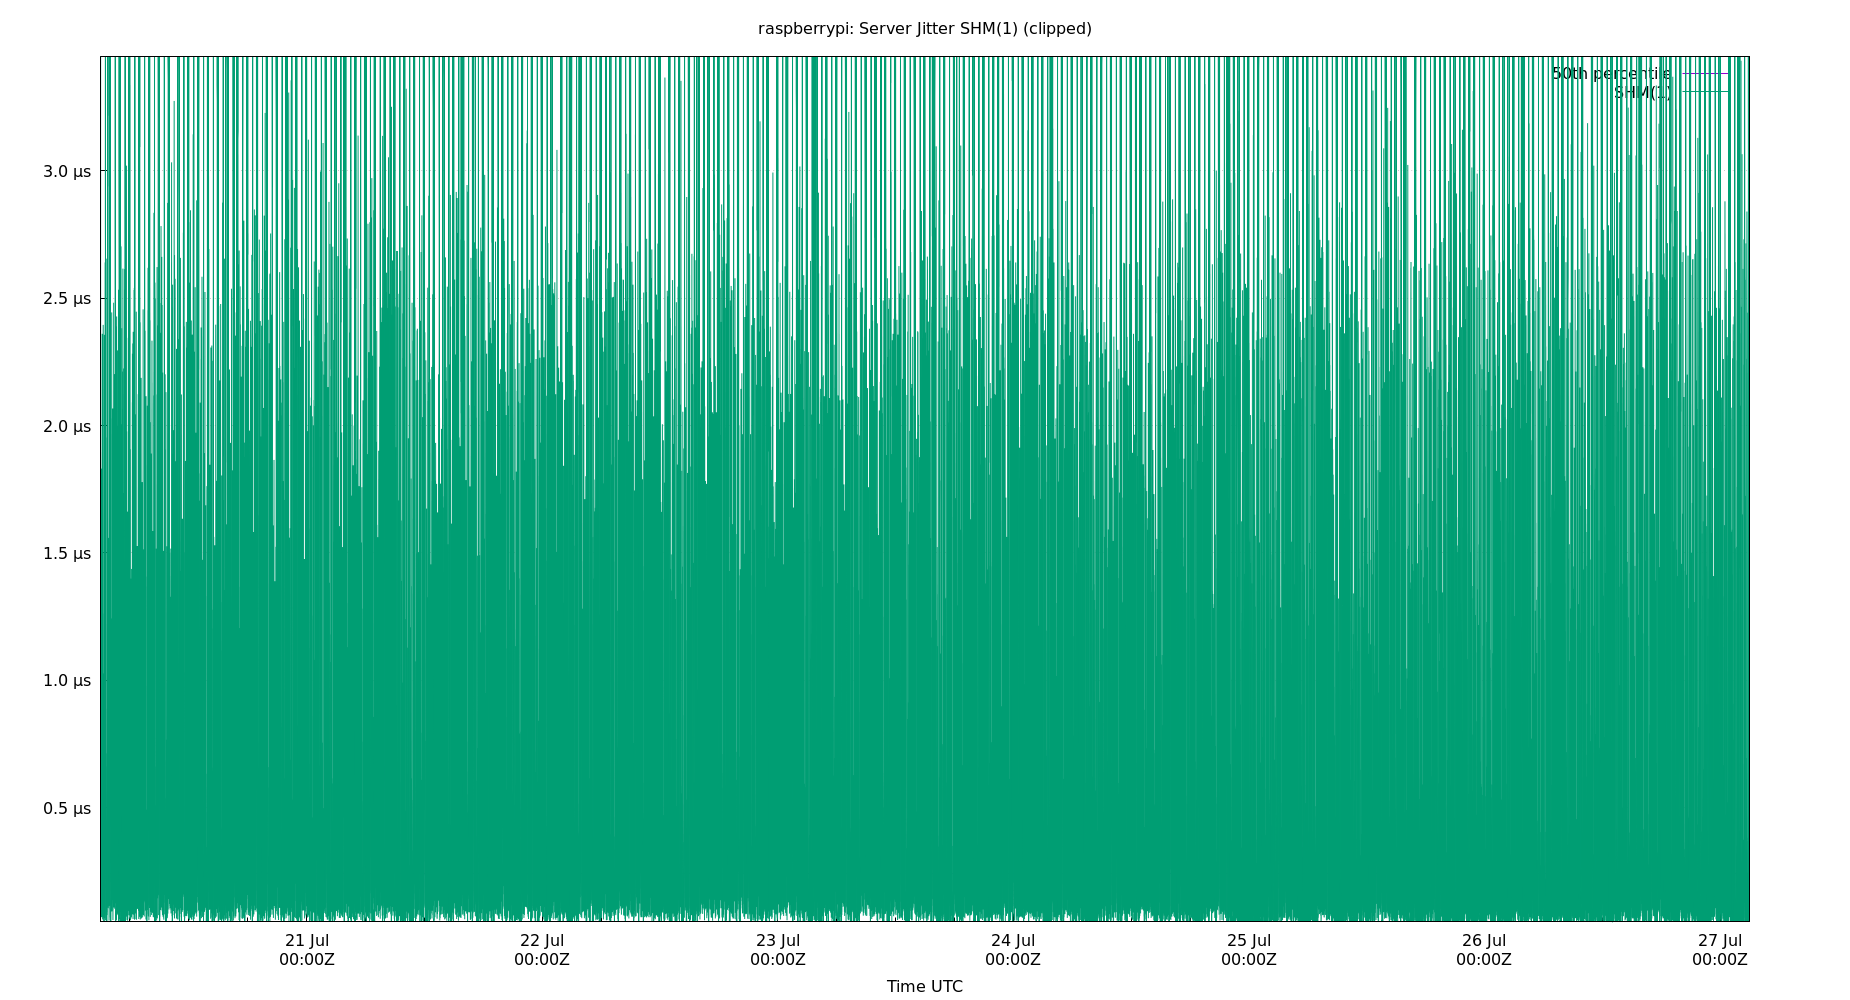 raspberrypi: Server Jitter SHM(1) (clipped)
50th percentile
SHM(1)
3.0 µs
2.5 µs
2.0 µs
1.5 µs
1.0 µs
0.5 µs
21 Jul 22 Jul 23 Jul 24 Jul 25 Jul 26 Jul 27 Jul
00:00Z 00:00Z 00:00Z 00:00Z 00:00Z 00:00Z 00:00Z
Time UTC